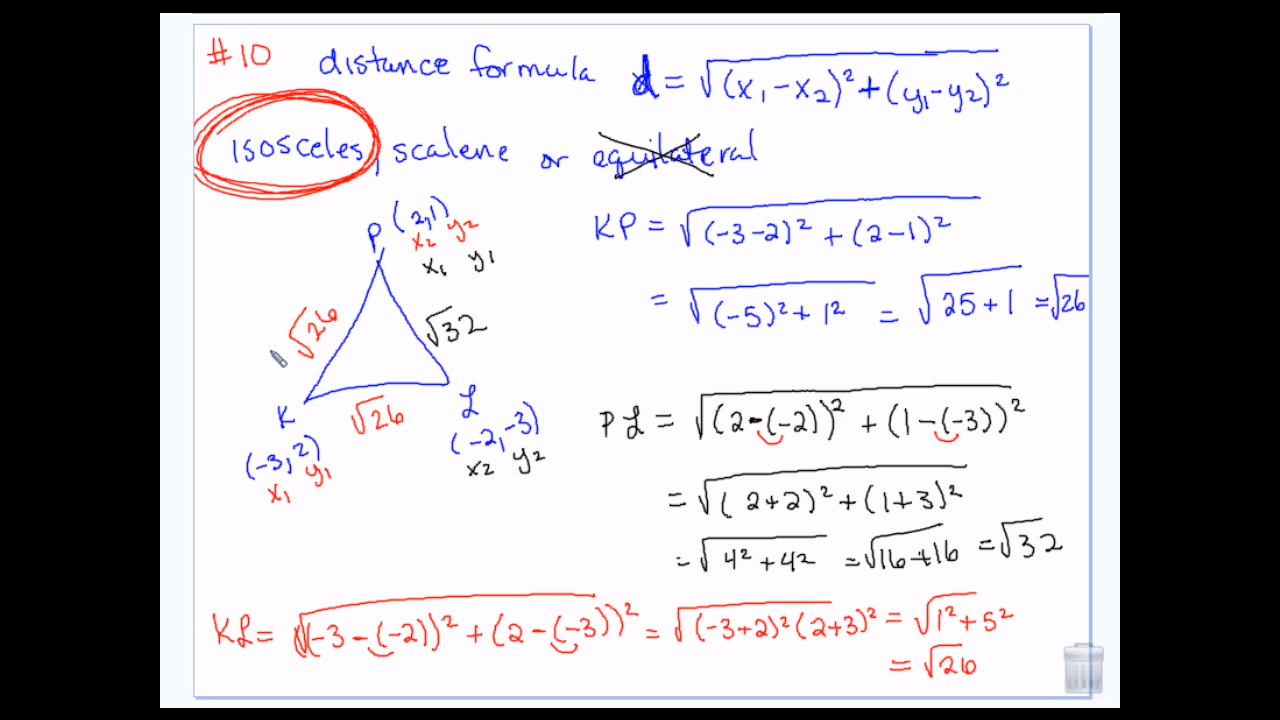 #10 distance formula d = √(x₁-x₂)²+(y₁-y₂)²
isosceles, scalene or equilateral
P (2,1)
x₂ y₂
x₁ y₁
KP = √(-3-2)² + (2-1)²
= √(-5)² + 1² = √25+1 = √26
√26
√32
√26
K
(-3,2)
x₁ y₁
L
(-2,-3)
x₂ y₂
PL = √(2-(-2))² + (1-(-3))²
= √(2+2)² + (1+3)²
= √4²+4² = √16+16 = √32
KL = √(-3-(-2))² + (2-(-3))² = √(-3+2)²(2+3)² = √1²+5²
= √26